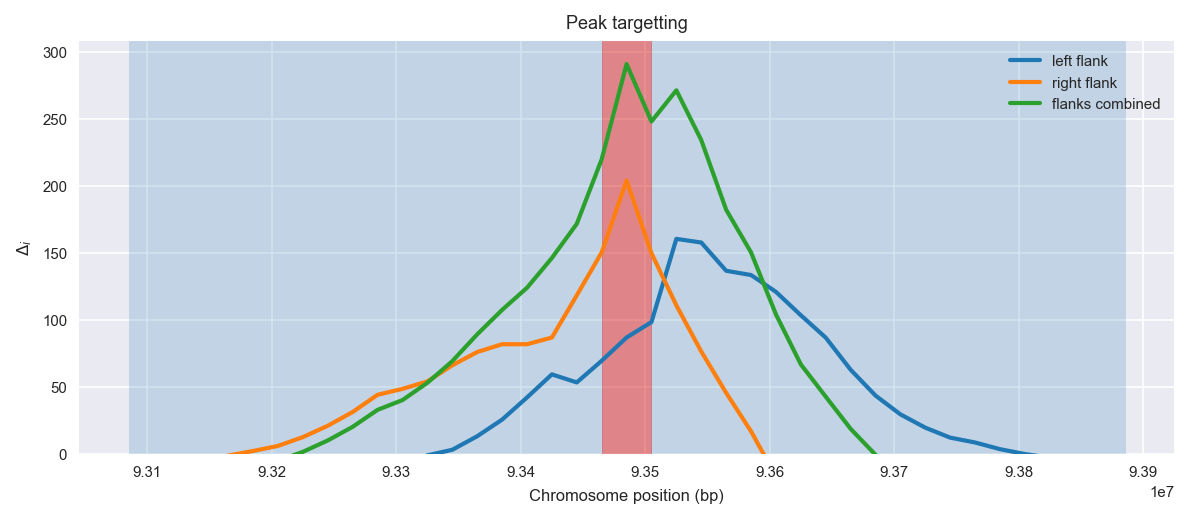 Peak targetting
300
250
200
150
100
50
0
Δi
left flank
right flank
flanks combined
9.31 9.32 9.33 9.34 9.35 9.36 9.37 9.38 9.39
1e7
Chromosome position (bp)